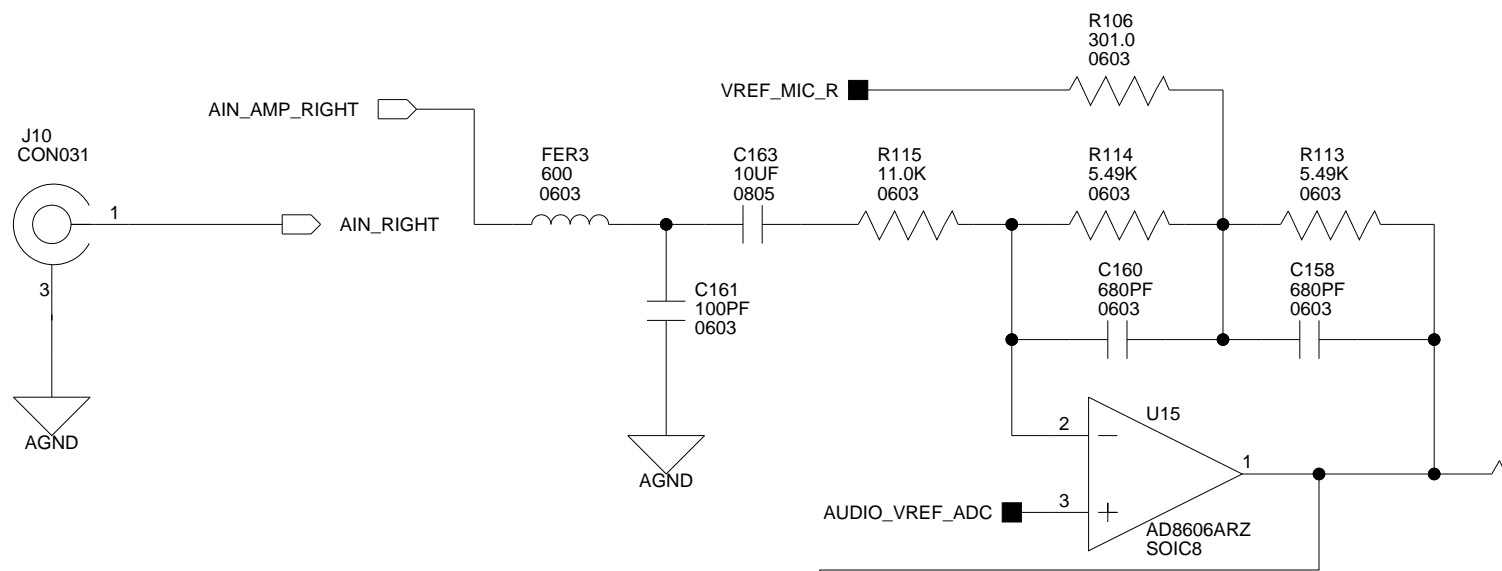 R106
301.0
0603
VREF_MIC_R
AIN_AMP_RIGHT
J10
CON031
FER3
600
0603
C163
10UF
0805
R115
11.0K
0603
R114
5.49K
0603
R113
5.49K
0603
1
AIN_RIGHT
3
C161
100PF
0603
C160
680PF
0603
C158
680PF
0603
AGND
AGND
U15
2
1
3
AUDIO_VREF_ADC
AD8606ARZ
SOIC8